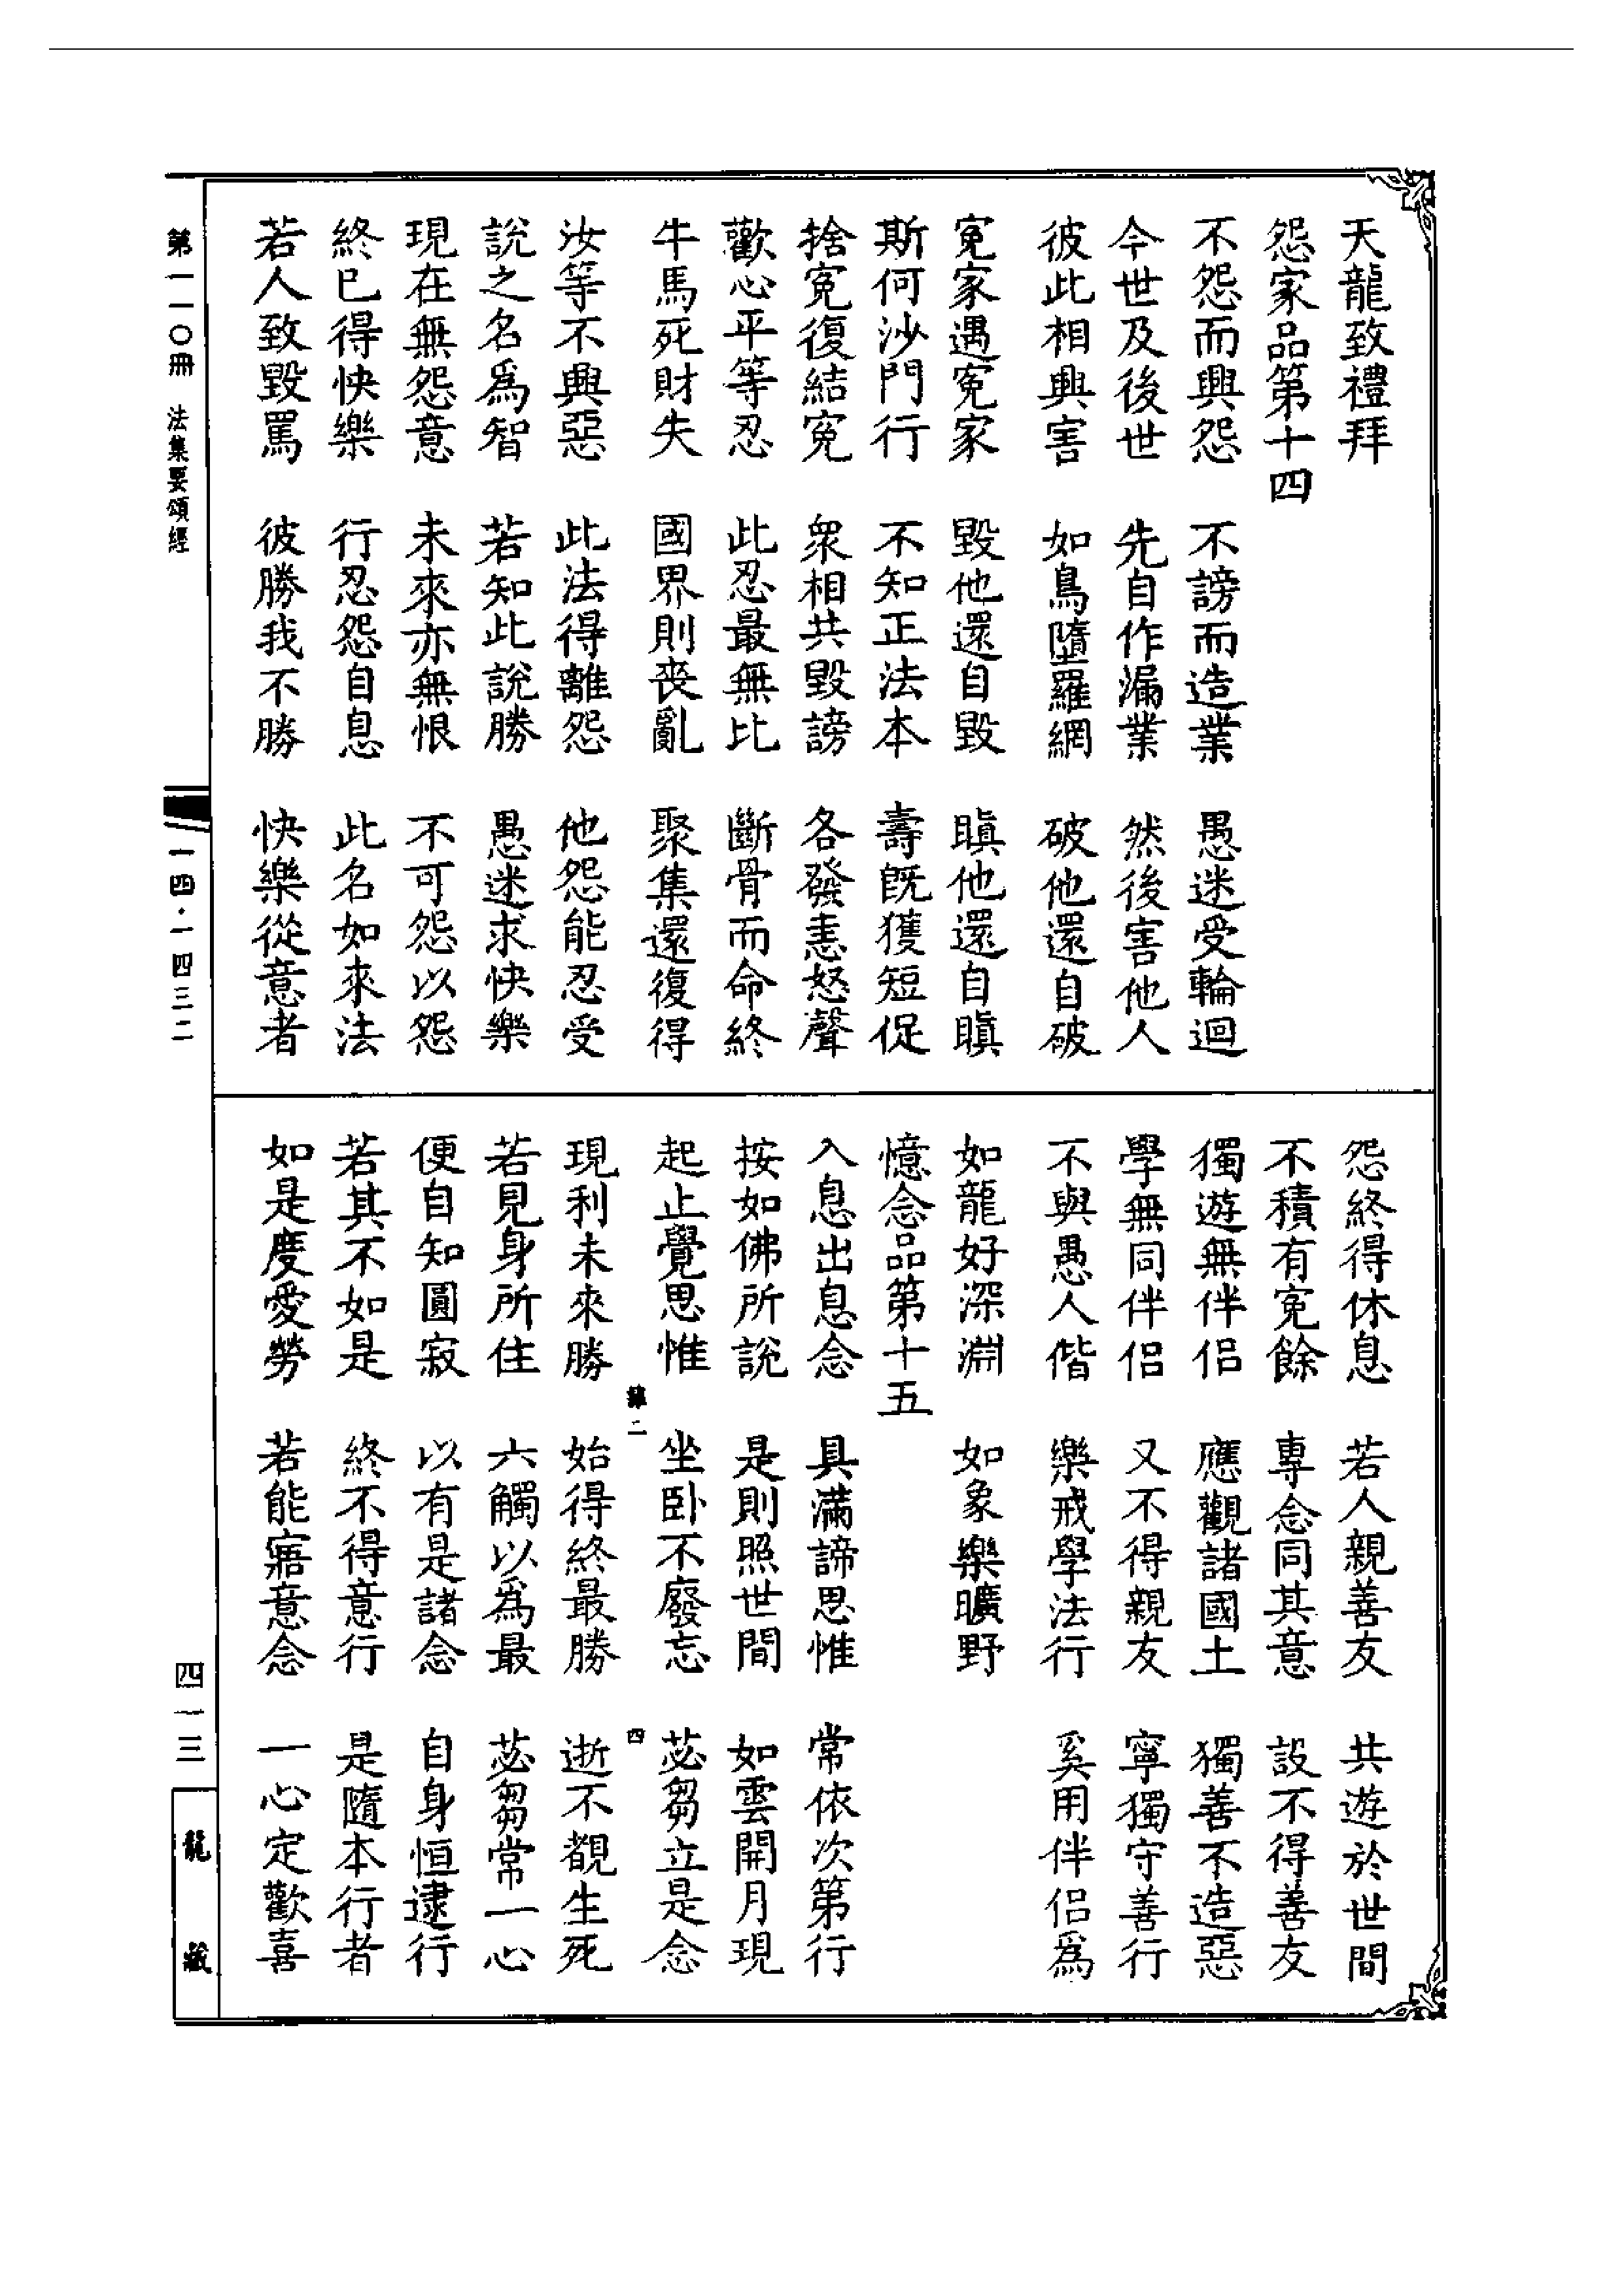 天龍致禮拜
怨家品第十四
不怨而興怨　不謗而造業　愚迷受輪迴
今世及後世　先自作漏業　然後害他人
彼此相興害　如鳥墮羅網　破他還自破
冤家遇冤家　毀他還自毀　瞋他還自瞋
斯何沙門行　不知正法本　壽既獲短促
捨冤復結冤　衆相共毀謗　各發恚怒聲
歡心平等忍　此忍最無比　斷骨而命終
牛馬死財失　國界則喪亂　聚集還復得
汝等不興惡　此法得離怨　他怨能忍受
說之名爲智　若知此說勝　愚迷求快樂
現在無怨意　未來亦無恨　不可怨以怨
終已得快樂　行忍怨自息　此名如來法
若人致毀罵　彼勝我不勝　快樂從意者
怨終得休息　若人親善友　共遊於世間
不積有冤餘　專念同其意　設不得善友
獨遊無伴侶　應觀諸國土　獨善不造惡
學無同伴侶　又不得親友　寧獨守善行
不與愚人偕　樂戒學法行　奚用伴侶爲
如龍好深淵　如象樂曠野
憶念品第十五
入息出息念　具滿諦思惟　常依次第行
按如佛所說　是則照世間　如雲開月現
起止覺思惟　坐卧不廢忘　苾芻立是念
二　四
現利未來勝　始得終最勝　逝不覩生死
若見身所住　六觸以爲最　苾芻常一心
便自知圓寂　以有是諸念　自身恒逮行
若其不如是　終不得意行　是隨本行者
如是度愛勞　若能寤意念　一心定歡喜
第一一〇冊　法集要頌經
一四·一四三二
四一三
龍藏